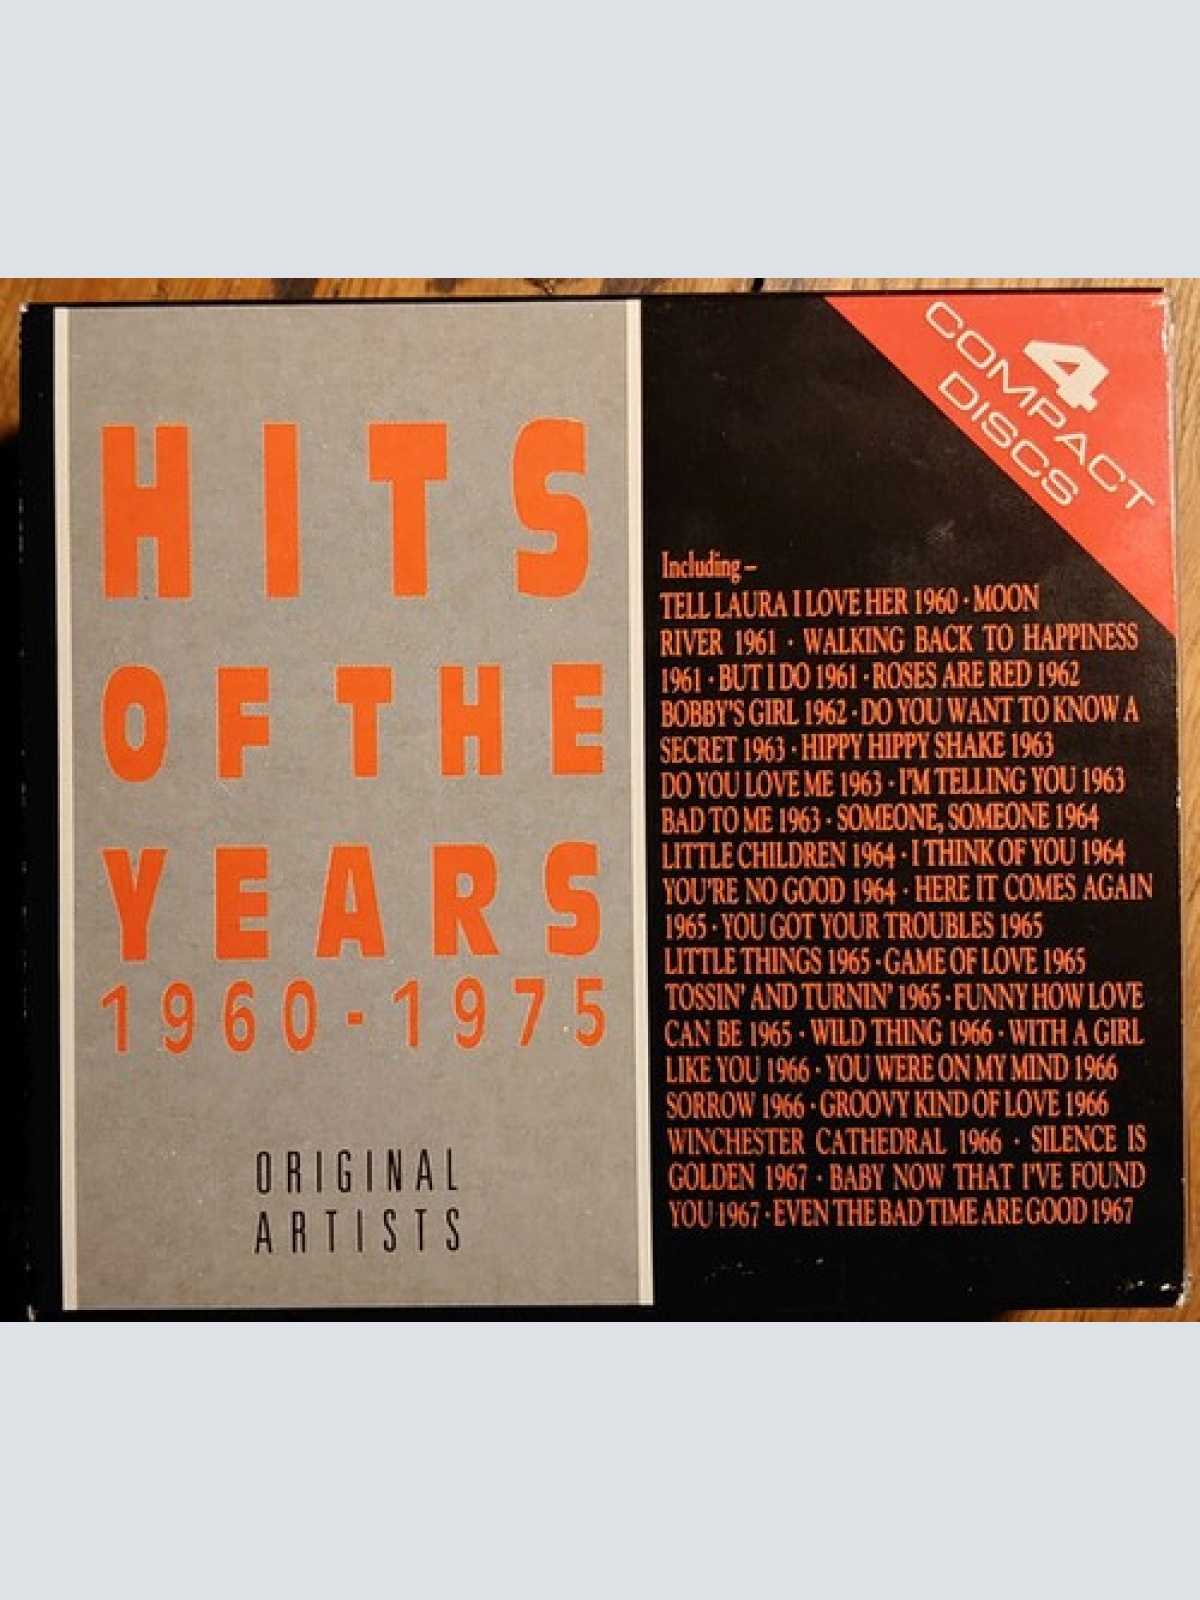 HITS
OF THE
YEARS
1960-1975
ORIGINAL
ARTISTS
4
COMPACT
DISCS
Including –
TELL LAURA I LOVE HER 1960 · MOON
RIVER 1961 · WALKING BACK TO HAPPINESS
1961 · BUT I DO 1961 · ROSES ARE RED 1962
BOBBY'S GIRL 1962 · DO YOU WANT TO KNOW A
SECRET 1963 · HIPPY HIPPY SHAKE 1963
DO YOU LOVE ME 1963 · I'M TELLING YOU 1963
BAD TO ME 1963 · SOMEONE, SOMEONE 1964
LITTLE CHILDREN 1964 · I THINK OF YOU 1964
YOU'RE NO GOOD 1964 · HERE IT COMES AGAIN
1965 · YOU GOT YOUR TROUBLES 1965
LITTLE THINGS 1965 · GAME OF LOVE 1965
TOSSIN' AND TURNIN' 1965 · FUNNY HOW LOVE
CAN BE 1965 · WILD THING 1966 · WITH A GIRL
LIKE YOU 1966 · YOU WERE ON MY MIND 1966
SORROW 1966 · GROOVY KIND OF LOVE 1966
WINCHESTER CATHEDRAL 1966 · SILENCE IS
GOLDEN 1967 · BABY NOW THAT I'VE FOUND
YOU 1967 · EVEN THE BAD TIME ARE GOOD 1967